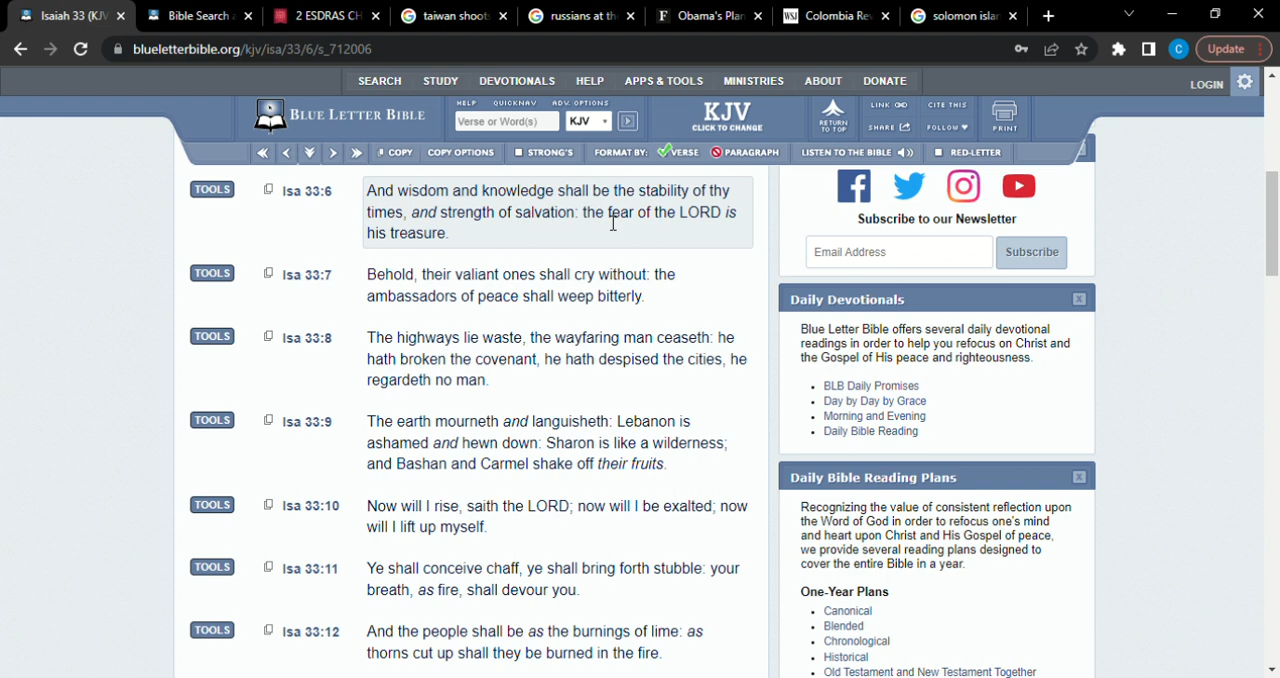 Isaiah 33 (KJV
Bible Search a
2 ESDRAS CH
taiwan shoots
russians at the
Obama's Plan
WSJ
Colombia Rev
solomon islan
blueletterbible.org/kjv/isa/33/6/s_712006
C
Update
SEARCH STUDY DEVOTIONALS HELP APPS & TOOLS MINISTRIES ABOUT DONATE
LOGIN
BLUE LETTER BIBLE
HELP QUICKNAV ADV. OPTIONS
Verse or Word(s)
KJV
KJV
CLICK TO CHANGE
RETURN
TO TOP
LINK
CITE THIS
SHARE
FOLLOW
PRINT
COPY COPY OPTIONS STRONG'S FORMAT BY: VERSE PARAGRAPH LISTEN TO THE BIBLE RED-LETTER
TOOLS Isa 33:6 And wisdom and knowledge shall be the stability of thy
times, and strength of salvation: the fear of the LORD is
his treasure.
TOOLS Isa 33:7 Behold, their valiant ones shall cry without: the
ambassadors of peace shall weep bitterly.
TOOLS Isa 33:8 The highways lie waste, the wayfaring man ceaseth: he
hath broken the covenant, he hath despised the cities, he
regardeth no man.
TOOLS Isa 33:9 The earth mourneth and languisheth: Lebanon is
ashamed and hewn down: Sharon is like a wilderness;
and Bashan and Carmel shake off their fruits.
TOOLS Isa 33:10 Now will I rise, saith the LORD; now will I be exalted; now
will I lift up myself.
TOOLS Isa 33:11 Ye shall conceive chaff, ye shall bring forth stubble: your
breath, as fire, shall devour you.
TOOLS Isa 33:12 And the people shall be as the burnings of lime: as
thorns cut up shall they be burned in the fire.
Subscribe to our Newsletter
Email Address
Subscribe
Daily Devotionals
Blue Letter Bible offers several daily devotional
readings in order to help you refocus on Christ and
the Gospel of His peace and righteousness.
BLB Daily Promises
Day by Day by Grace
Morning and Evening
Daily Bible Reading
Daily Bible Reading Plans
Recognizing the value of consistent reflection upon
the Word of God in order to refocus one's mind
and heart upon Christ and His Gospel of peace,
we provide several reading plans designed to
cover the entire Bible in a year.
One-Year Plans
Canonical
Blended
Chronological
Historical
Old Testament and New Testament Together